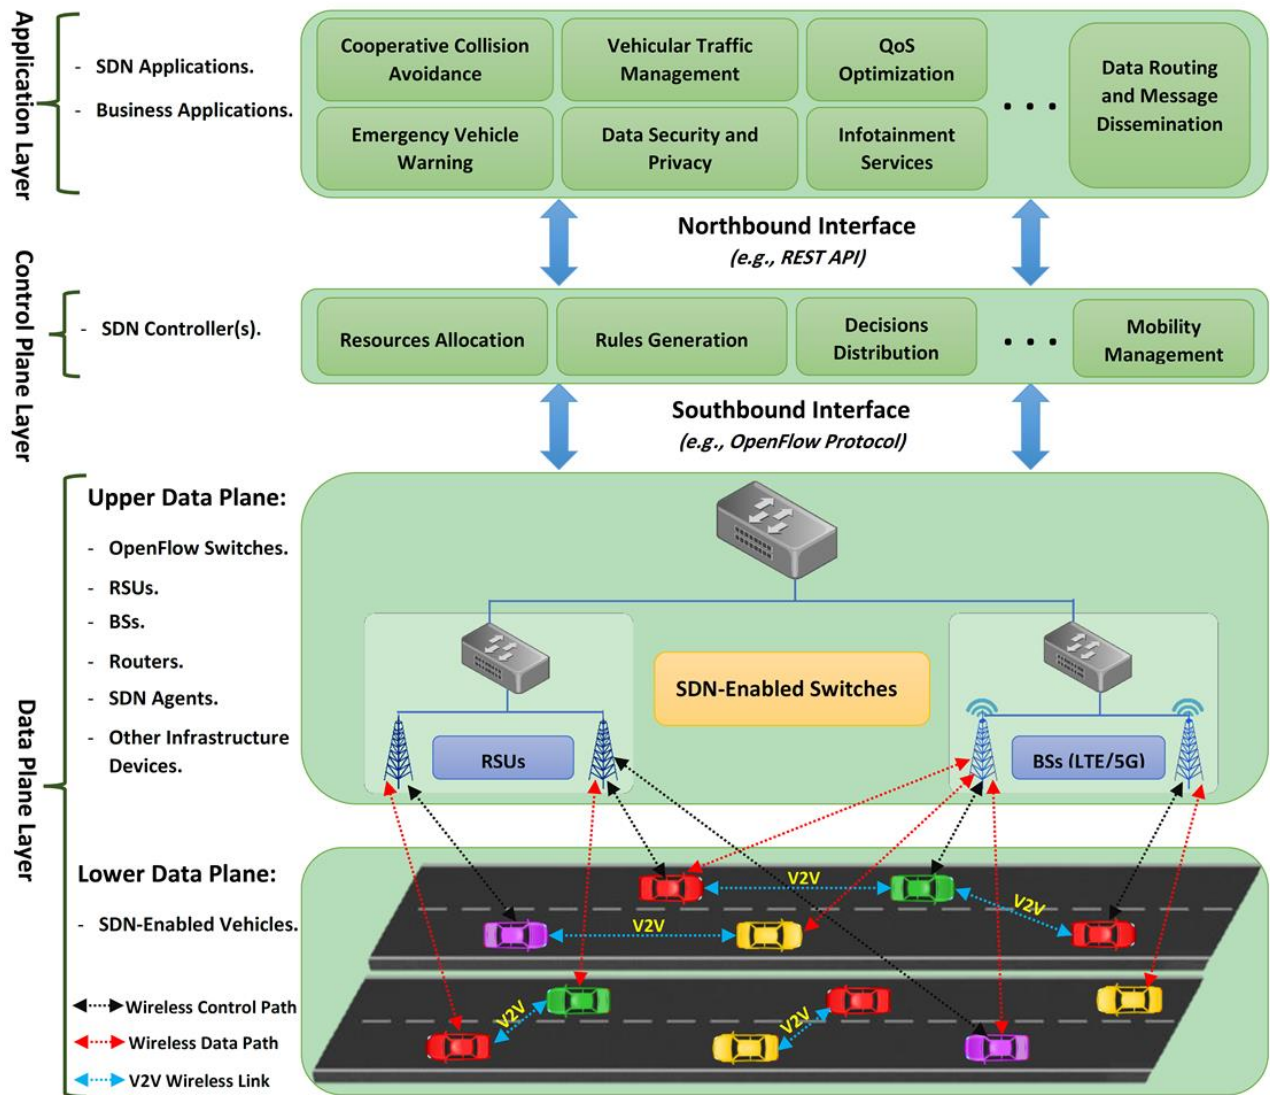 Application Layer
- SDN Applications.
- Business Applications.
Cooperative Collision
Avoidance
Vehicular Traffic
Management
QoS
Optimization
Emergency Vehicle
Warning
Data Security and
Privacy
Infotainment
Services
. . .
Data Routing
and Message
Dissemination
Northbound Interface
(e.g., REST API)
Control Plane Layer
- SDN Controller(s).
Resources Allocation
Rules Generation
Decisions
Distribution
. . .
Mobility
Management
Southbound Interface
(e.g., OpenFlow Protocol)
Data Plane Layer
Upper Data Plane:
- OpenFlow Switches.
- RSUs.
- BSs.
- Routers.
- SDN Agents.
- Other Infrastructure
Devices.
SDN-Enabled Switches
RSUs
BSs (LTE/5G)
Lower Data Plane:
- SDN-Enabled Vehicles.
V2V
V2V
V2V
V2V
V2V
Wireless Control Path
Wireless Data Path
V2V Wireless Link